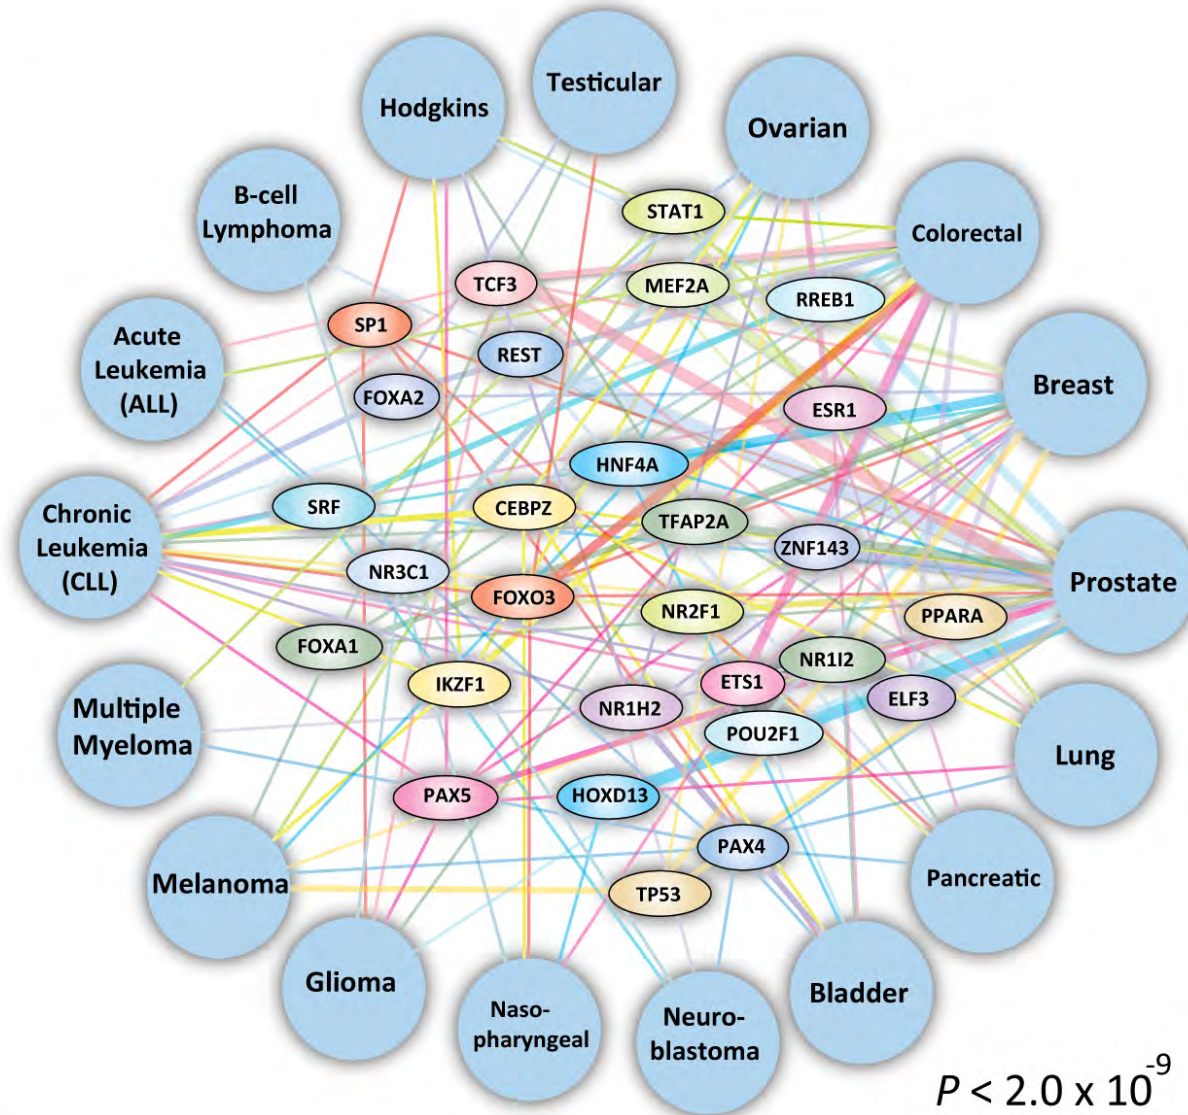 Testicular
Hodgkins
Ovarian
B-cell
Lymphoma
STAT1
Colorectal
TCF3
MEF2A
RREB1
SP1
Acute
Leukemia
(ALL)
REST
Breast
FOXA2
ESR1
HNF4A
SRF
CEBPZ
TFAP2A
Chronic
Leukemia
(CLL)
ZNF143
NR3C1
Prostate
FOXO3
NR2F1
PPARA
FOXA1
NR1I2
IKZF1
ETS1
ELF3
NR1H2
Multiple
Myeloma
POU2F1
Lung
PAX5
HOXD13
PAX4
Melanoma
TP53
Pancreatic
Glioma
Bladder
Naso-
pharyngeal
Neuro-
blastoma
P < 2.0 x 10⁻⁹